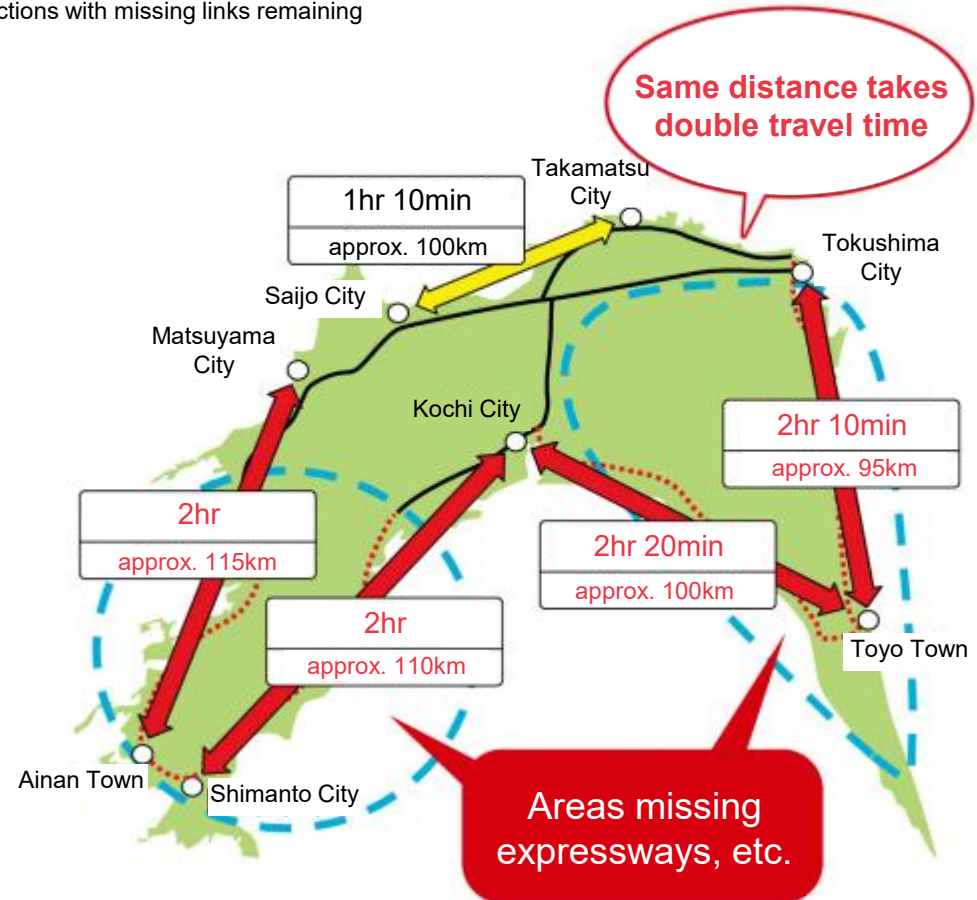 ctions with missing links remaining
Same distance takes
double travel time
Takamatsu
City
1hr 10min
approx. 100km
Tokushima
City
Saijo City
Matsuyama
City
Kochi City
2hr 10min
approx. 95km
2hr
approx. 115km
2hr 20min
approx. 100km
2hr
approx. 110km
Toyo Town
Ainan Town
Shimanto City
Areas missing
expressways, etc.